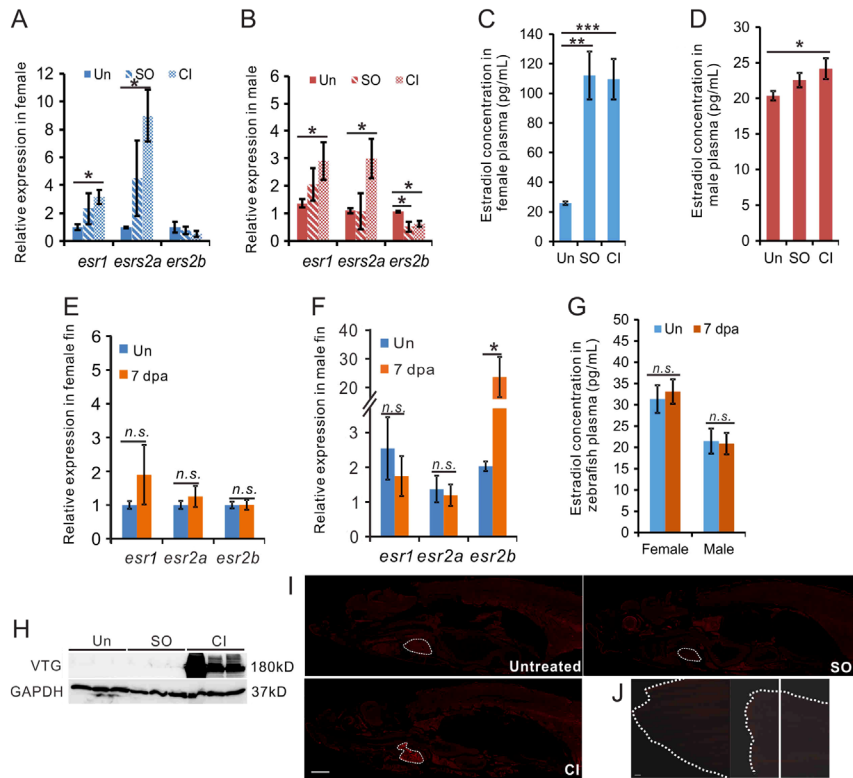 A
Relative expression in female
Un SO CI
12
10
8
6
4
2
0
*
*
esr1 esrs2a ers2b
B
Relative expression in male
Un SO CI
6
5
4
3
2
1
0
*
*
*
*
esr1 esrs2a ers2b
C
Estradiol concentration in
female plasma (pg/mL)
140
120
100
80
60
40
20
0
***
**
Un SO CI
D
Estradiol concentration in
male plasma (pg/mL)
30
25
20
15
10
5
0
*
Un SO CI
E
Relative expression in female fin
6
5
4
3
2
1
0
Un
7 dpa
n.s.
n.s.
n.s.
esr1 esr2a esr2b
F
Relative expression in male fin
40
30
20
4
3
2
1
0
Un
7 dpa
*
n.s.
n.s.
esr1 esr2a esr2b
G
Estradiol concentration in
zebrafish plasma (pg/mL)
50
45
40
35
30
25
20
15
10
5
0
Un 7 dpa
n.s.
n.s.
Female Male
H
Un SO CI
VTG 180kD
GAPDH 37kD
I
Untreated
SO
CI
J